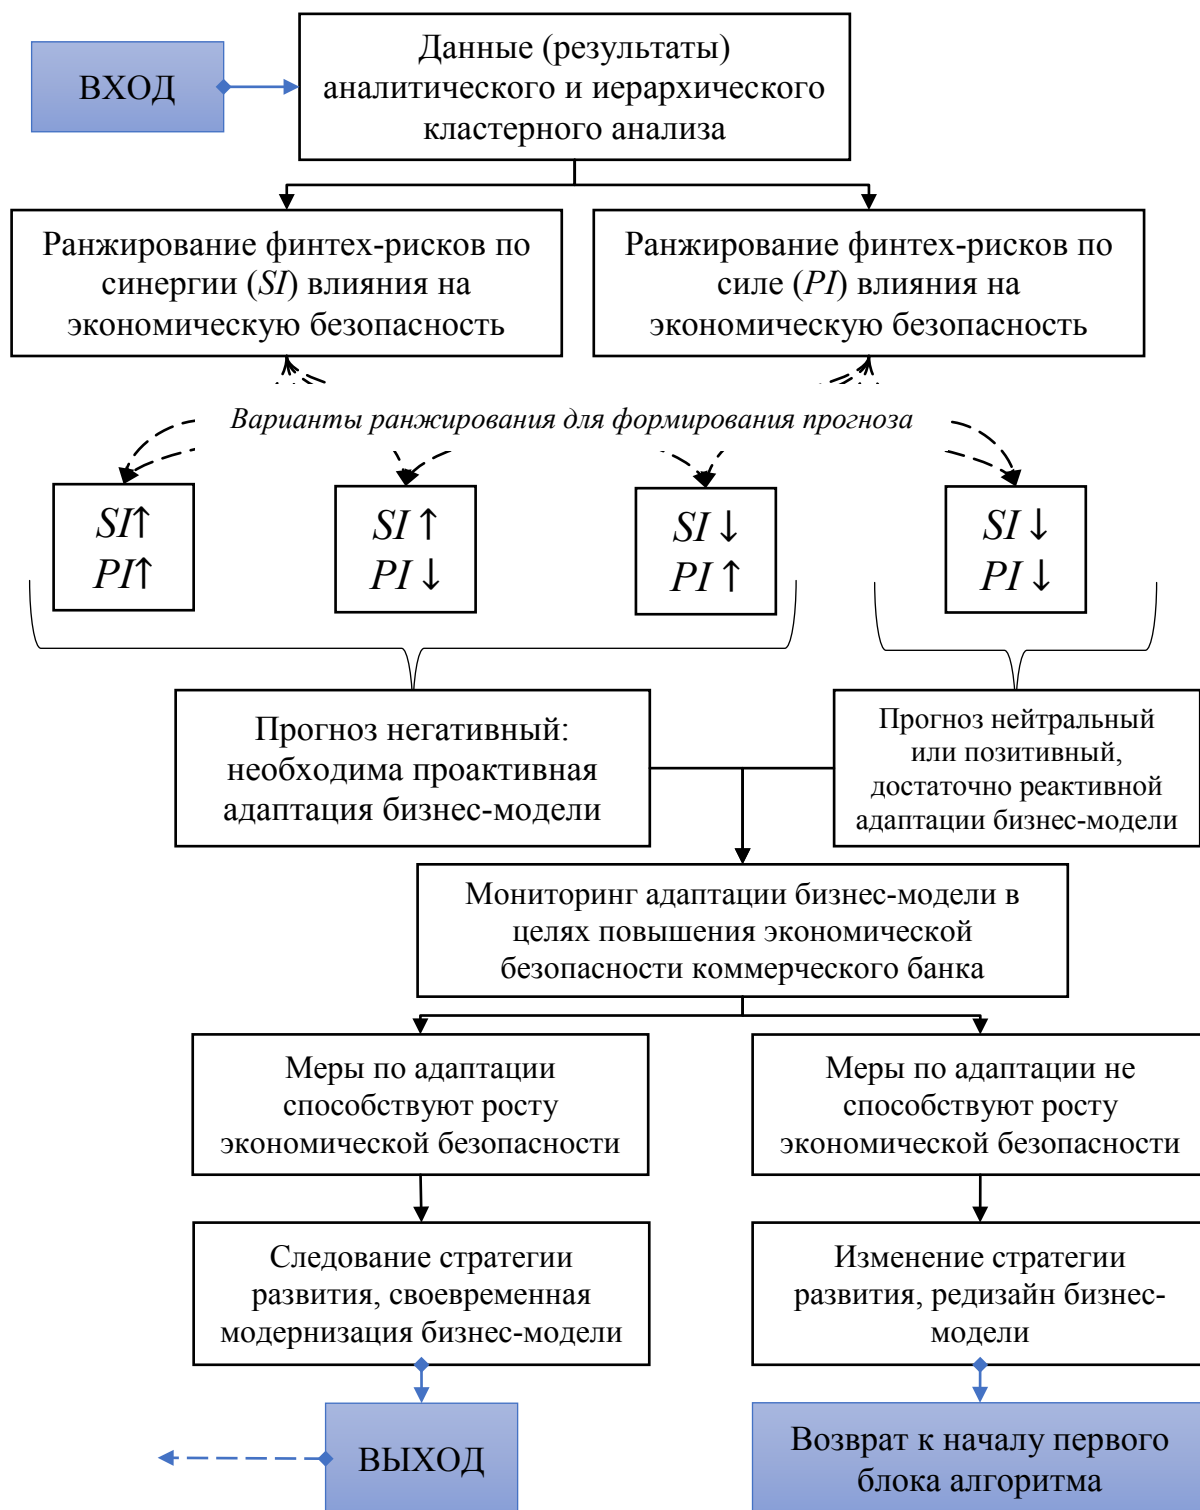 ВХОД
Данные (результаты)
аналитического и иерархического
кластерного анализа
Ранжирование финтех-рисков по
синергии (SI) влияния на
экономическую безопасность
Ранжирование финтех-рисков по
силе (PI) влияния на
экономическую безопасность
Варианты ранжирования для формирования прогноза
SI↑
PI↑
SI↑
PI↓
SI↓
PI↑
SI↓
PI↓
Прогноз негативный:
необходима проактивная
адаптация бизнес-модели
Прогноз нейтральный
или позитивный,
достаточно реактивной
адаптации бизнес-модели
Мониторинг адаптации бизнес-модели в
целях повышения экономической
безопасности коммерческого банка
Меры по адаптации
способствуют росту
экономической безопасности
Меры по адаптации не
способствуют росту
экономической безопасности
Следование стратегии
развития, своевременная
модернизация бизнес-модели
Изменение стратегии
развития, редизайн бизнес-
модели
ВЫХОД
Возврат к началу первого
блока алгоритма